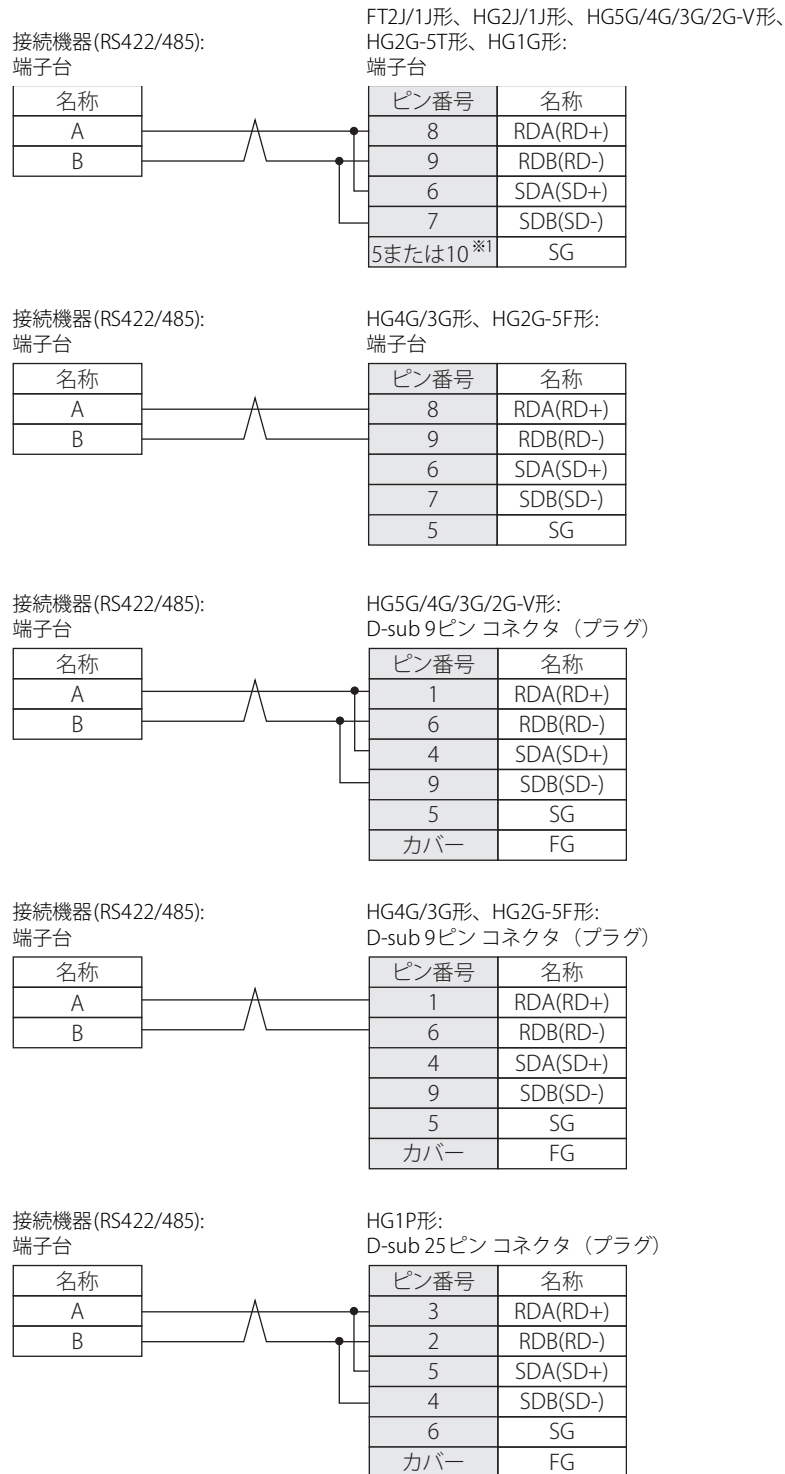 接続機器(RS422/485):
端子台
FT2J/1J形、HG2J/1J形、HG5G/4G/3G/2G-V形、
HG2G-5T形、HG1G形:
端子台
名称
A
B
ピン番号 名称
8 RDA(RD+)
9 RDB(RD-)
6 SDA(SD+)
7 SDB(SD-)
5または10※1 SG
接続機器(RS422/485):
端子台
HG4G/3G形、HG2G-5F形:
端子台
名称
A
B
ピン番号 名称
8 RDA(RD+)
9 RDB(RD-)
6 SDA(SD+)
7 SDB(SD-)
5 SG
接続機器(RS422/485):
端子台
HG5G/4G/3G/2G-V形:
D-sub 9ピン コネクタ（プラグ）
名称
A
B
ピン番号 名称
1 RDA(RD+)
6 RDB(RD-)
4 SDA(SD+)
9 SDB(SD-)
5 SG
カバー FG
接続機器(RS422/485):
端子台
HG4G/3G形、HG2G-5F形:
D-sub 9ピン コネクタ（プラグ）
名称
A
B
ピン番号 名称
1 RDA(RD+)
6 RDB(RD-)
4 SDA(SD+)
9 SDB(SD-)
5 SG
カバー FG
接続機器(RS422/485):
端子台
HG1P形:
D-sub 25ピン コネクタ（プラグ）
名称
A
B
ピン番号 名称
3 RDA(RD+)
2 RDB(RD-)
5 SDA(SD+)
4 SDB(SD-)
6 SG
カバー FG